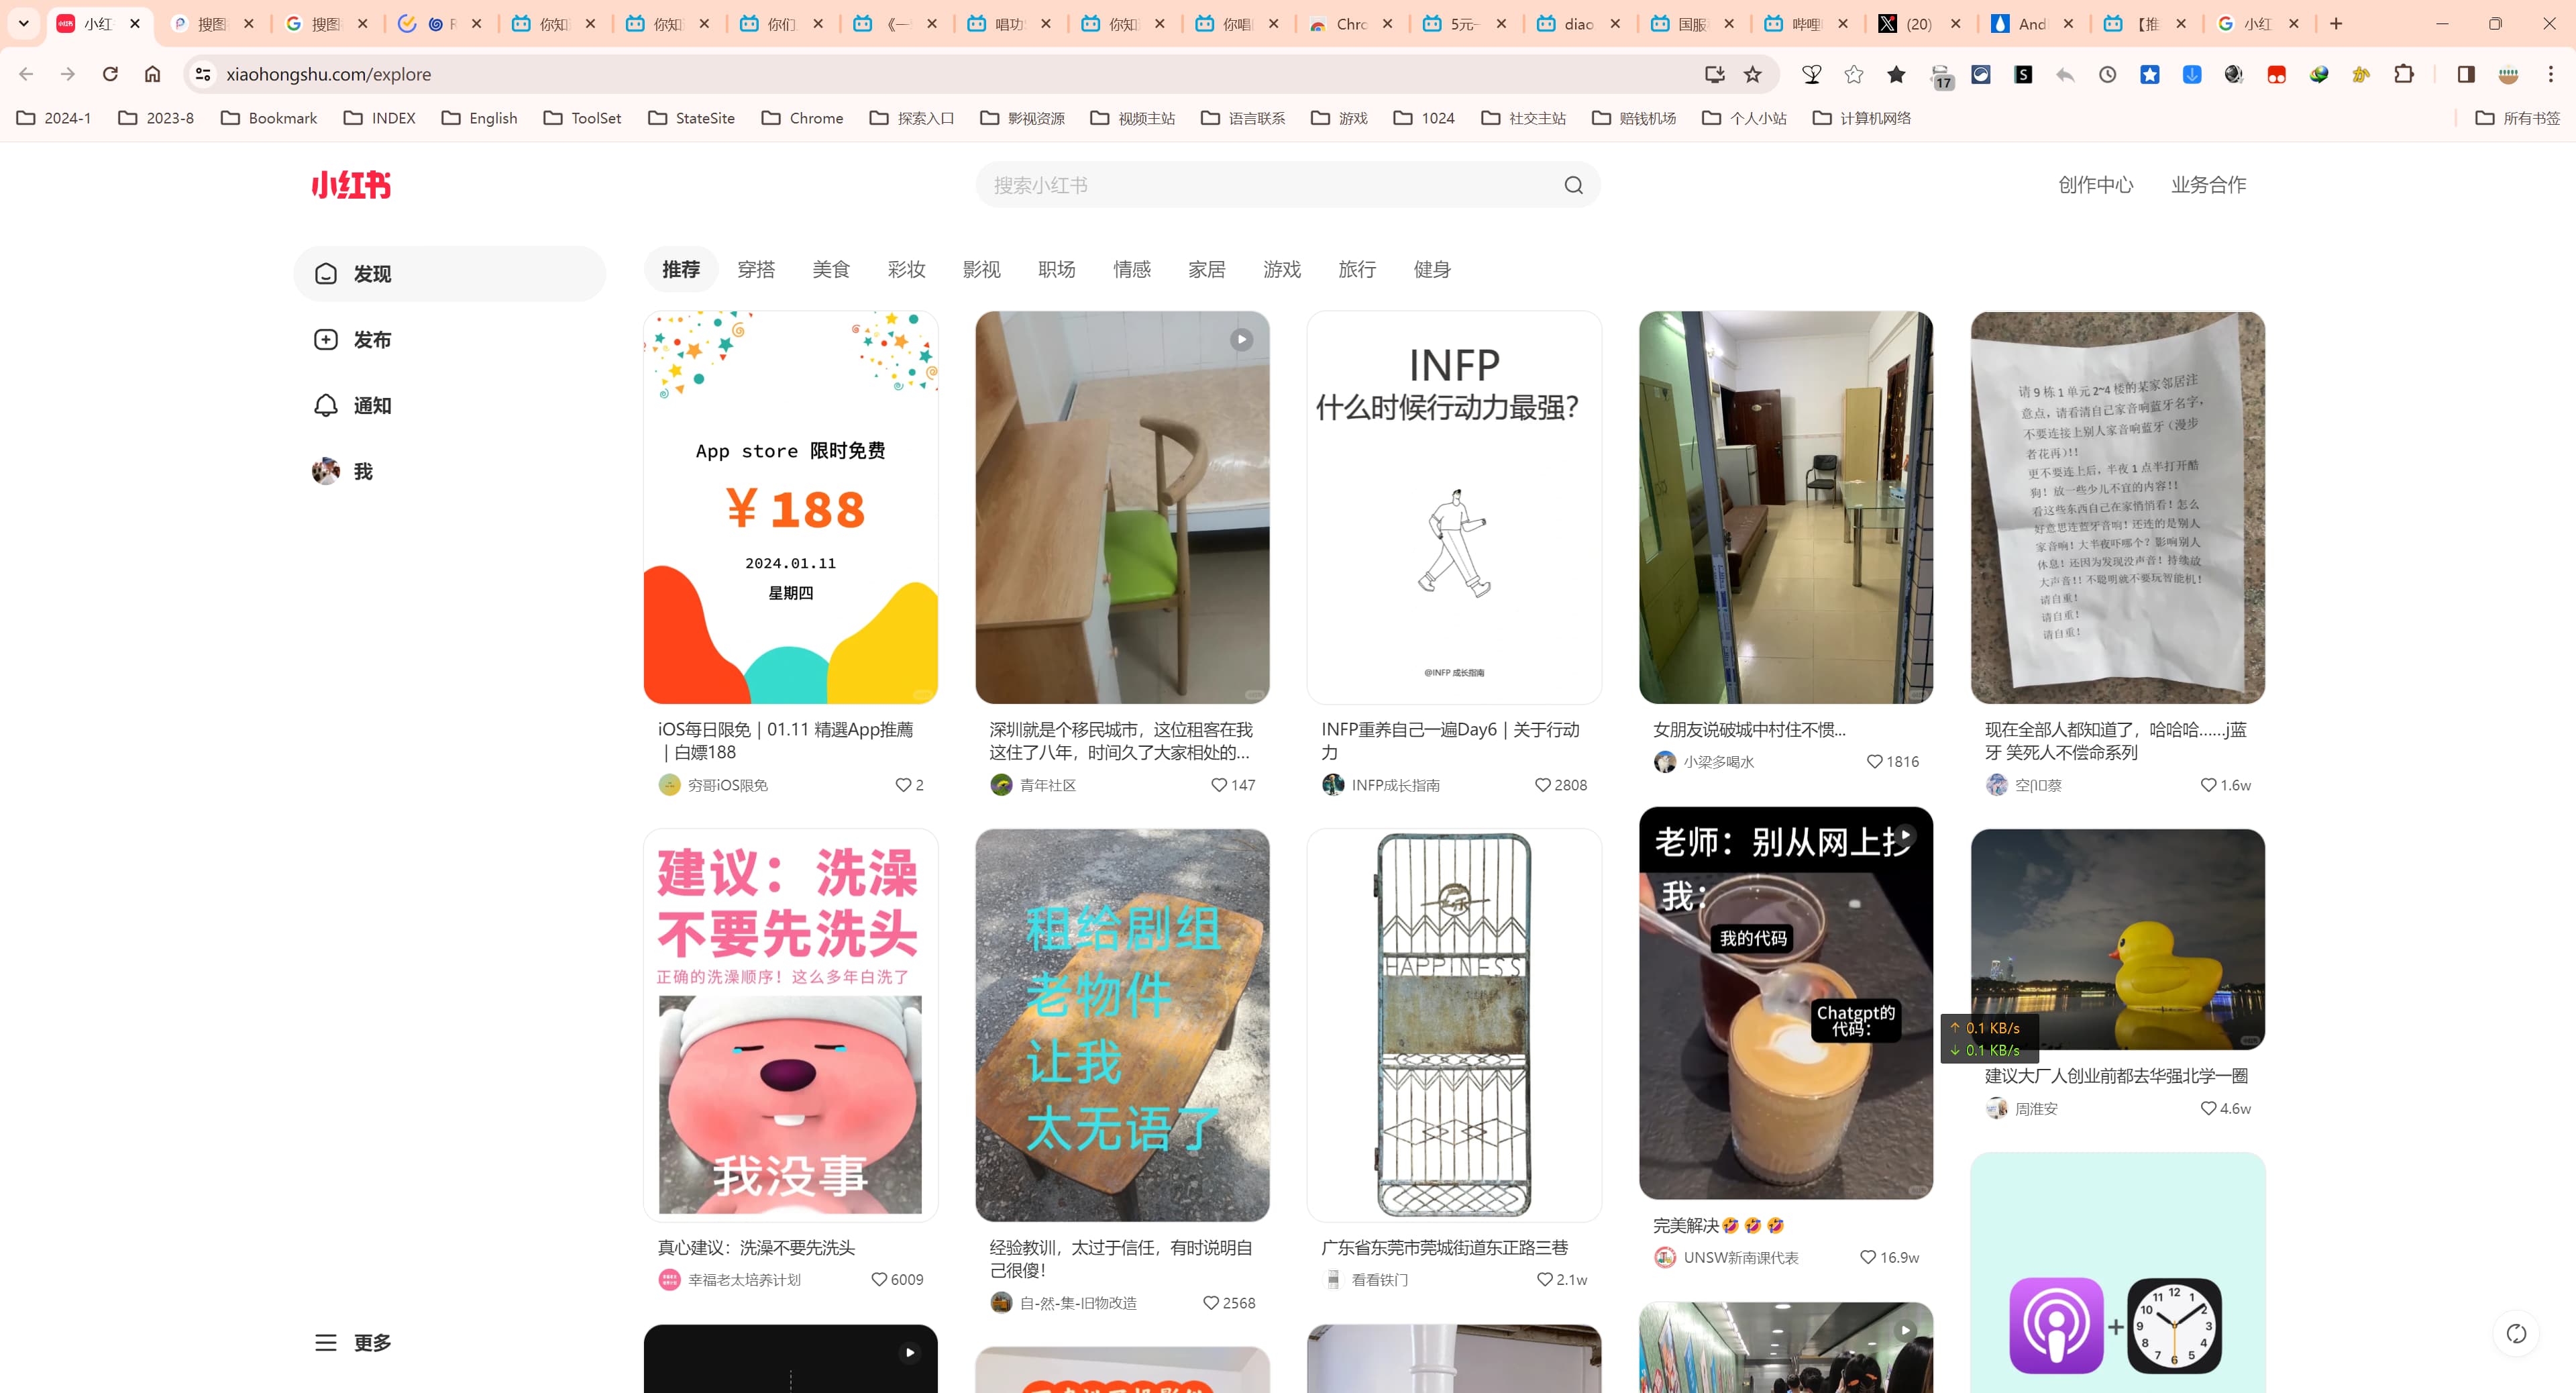 小红
搜图
搜图
R
你知
你知
你们
《一
唱功
你知
你唱
Chro
5元一
diao
国服
哔哩
(20)
And
【推
小红
xiaohongshu.com/explore
17
2024-1
2023-8
Bookmark
INDEX
English
ToolSet
StateSite
Chrome
探索入口
影视资源
视频主站
语言联系
游戏
1024
社交主站
赔钱机场
个人小站
计算机网络
所有书签
小红书
搜索小红书
创作中心
业务合作
发现
发布
通知
我
更多
推荐
穿搭
美食
彩妆
影视
职场
情感
家居
游戏
旅行
健身
App store 限时免费
￥188
2024.01.11
星期四
iOS每日限免｜01.11 精選App推薦
｜白嫖188
穷哥iOS限免
2
深圳就是个移民城市，这位租客在我
这住了八年，时间久了大家相处的...
青年社区
147
INFP
什么时候行动力最强？
@INFP 成长指南
INFP重养自己一遍Day6｜关于行动
力
INFP成长指南
2808
女朋友说破城中村住不惯...
小梁多喝水
1816
请9栋1单元2~4楼的某家邻居注
意点，请看清自己家音响蓝牙名字，
不要连接上别人家音响蓝牙（漫步
者花再）！！
更不要连上后，半夜1点半打开酷
狗！放一些少儿不宜的内容！！
看这些东西自己在家悄悄看！怎么
好意思连蓝牙音响！还连的是别人
家音响！大半夜吓哪个？影响别人
休息！还因为发现没声音！持续放
大声音！！不聪明就不要玩智能机！
请自重！
请自重！
请自重！
现在全部人都知道了，哈哈哈……j蓝
牙 笑死人不偿命系列
1.6w
建议：洗澡
不要先洗头
正确的洗澡顺序！这么多年白洗了
我没事
真心建议：洗澡不要先洗头
幸福老太培养计划
6009
租给剧组
老物件
让我
太无语了
经验教训，太过于信任，有时说明自
己很傻！
自-然-集-旧物改造
2568
HAPPINESS
广东省东莞市莞城街道东正路三巷
看看铁门
2.1w
老师：别从网上抄
我：
我的代码
Chatgpt的
代码：
完美解决🤣🤣🤣
UNSW新南课代表
16.9w
↑ 0.1 KB/s
↓ 0.1 KB/s
建议大厂人创业前都去华强北学一圈
周淮安
4.6w
+
12
1
2
3
4
5
6
7
8
9
10
11